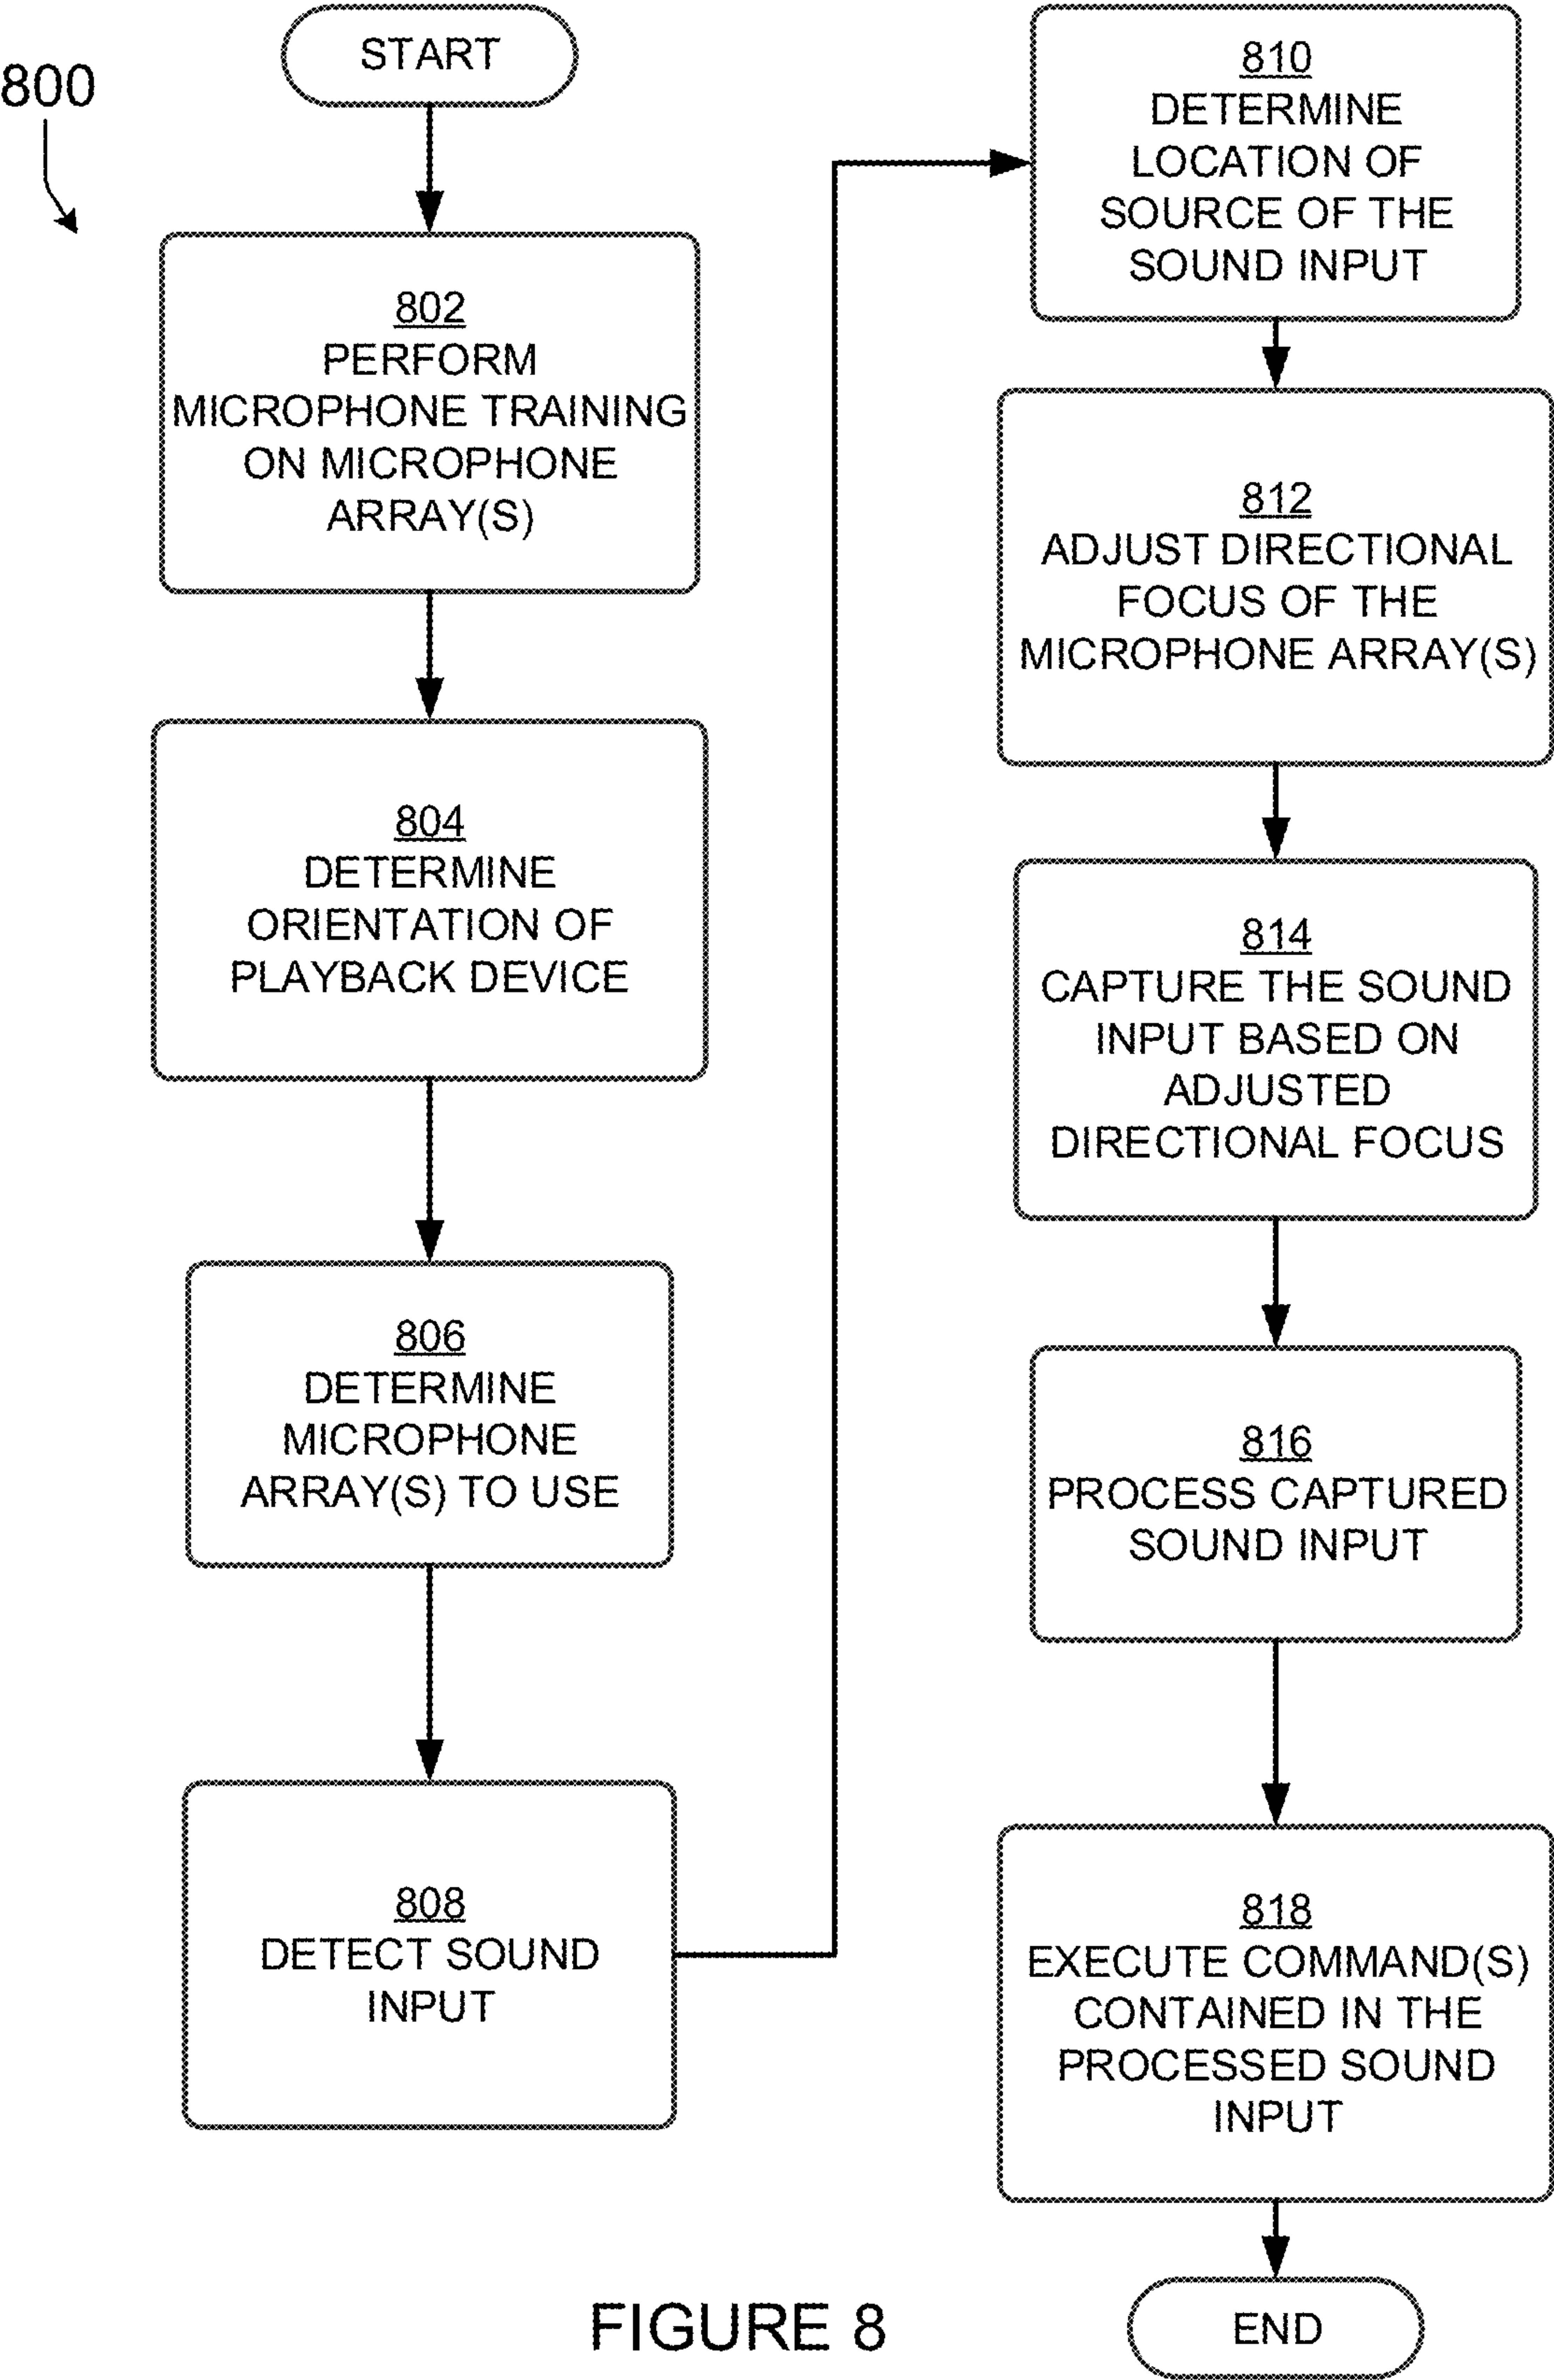 800
START
802
PERFORM
MICROPHONE TRAINING
ON MICROPHONE
ARRAY(S)
804
DETERMINE
ORIENTATION OF
PLAYBACK DEVICE
806
DETERMINE
MICROPHONE
ARRAY(S) TO USE
808
DETECT SOUND
INPUT
810
DETERMINE
LOCATION OF
SOURCE OF THE
SOUND INPUT
812
ADJUST DIRECTIONAL
FOCUS OF THE
MICROPHONE ARRAY(S)
814
CAPTURE THE SOUND
INPUT BASED ON
ADJUSTED
DIRECTIONAL FOCUS
816
PROCESS CAPTURED
SOUND INPUT
818
EXECUTE COMMAND(S)
CONTAINED IN THE
PROCESSED SOUND
INPUT
END
FIGURE 8